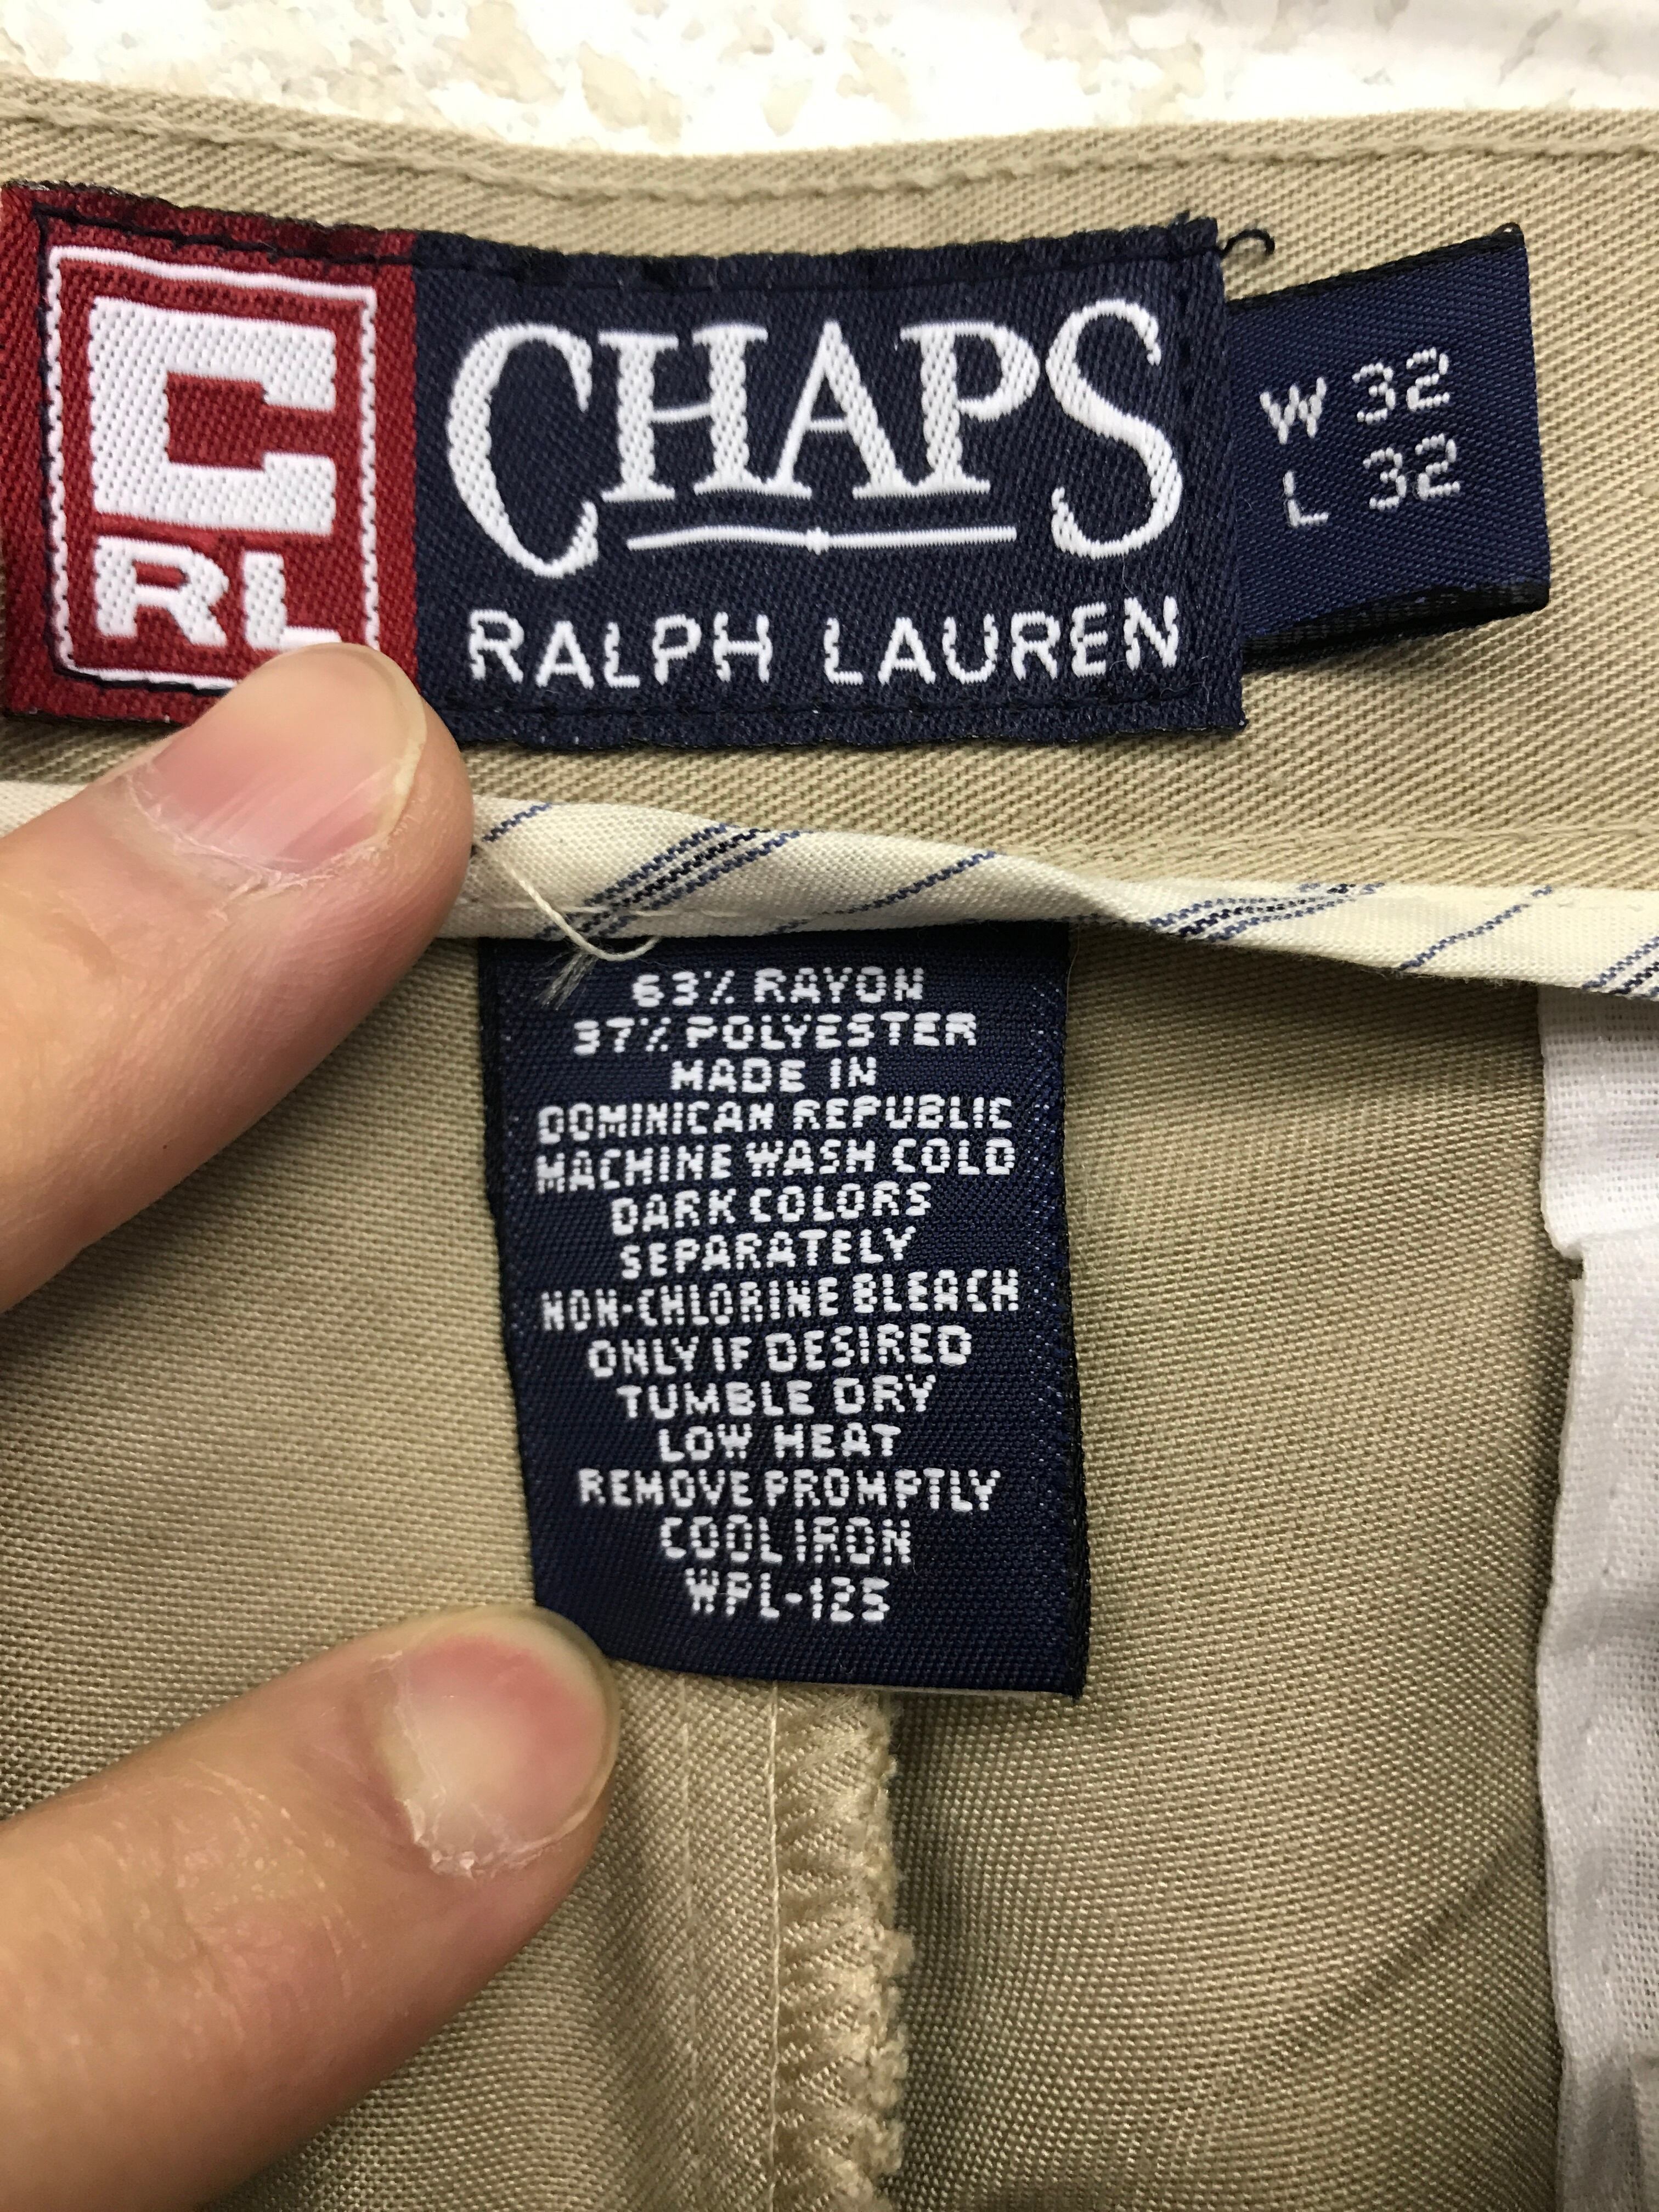 C
RL
CHAPS
RALPH LAUREN
W 32
L 32
63% RAYON
37% POLYESTER
MADE IN
DOMINICAN REPUBLIC
MACHINE WASH COLD
DARK COLORS
SEPARATELY
NON-CHLORINE BLEACH
ONLY IF DESIRED
TUMBLE DRY
LOW HEAT
REMOVE PROMPTLY
COOL IRON
WPL-125